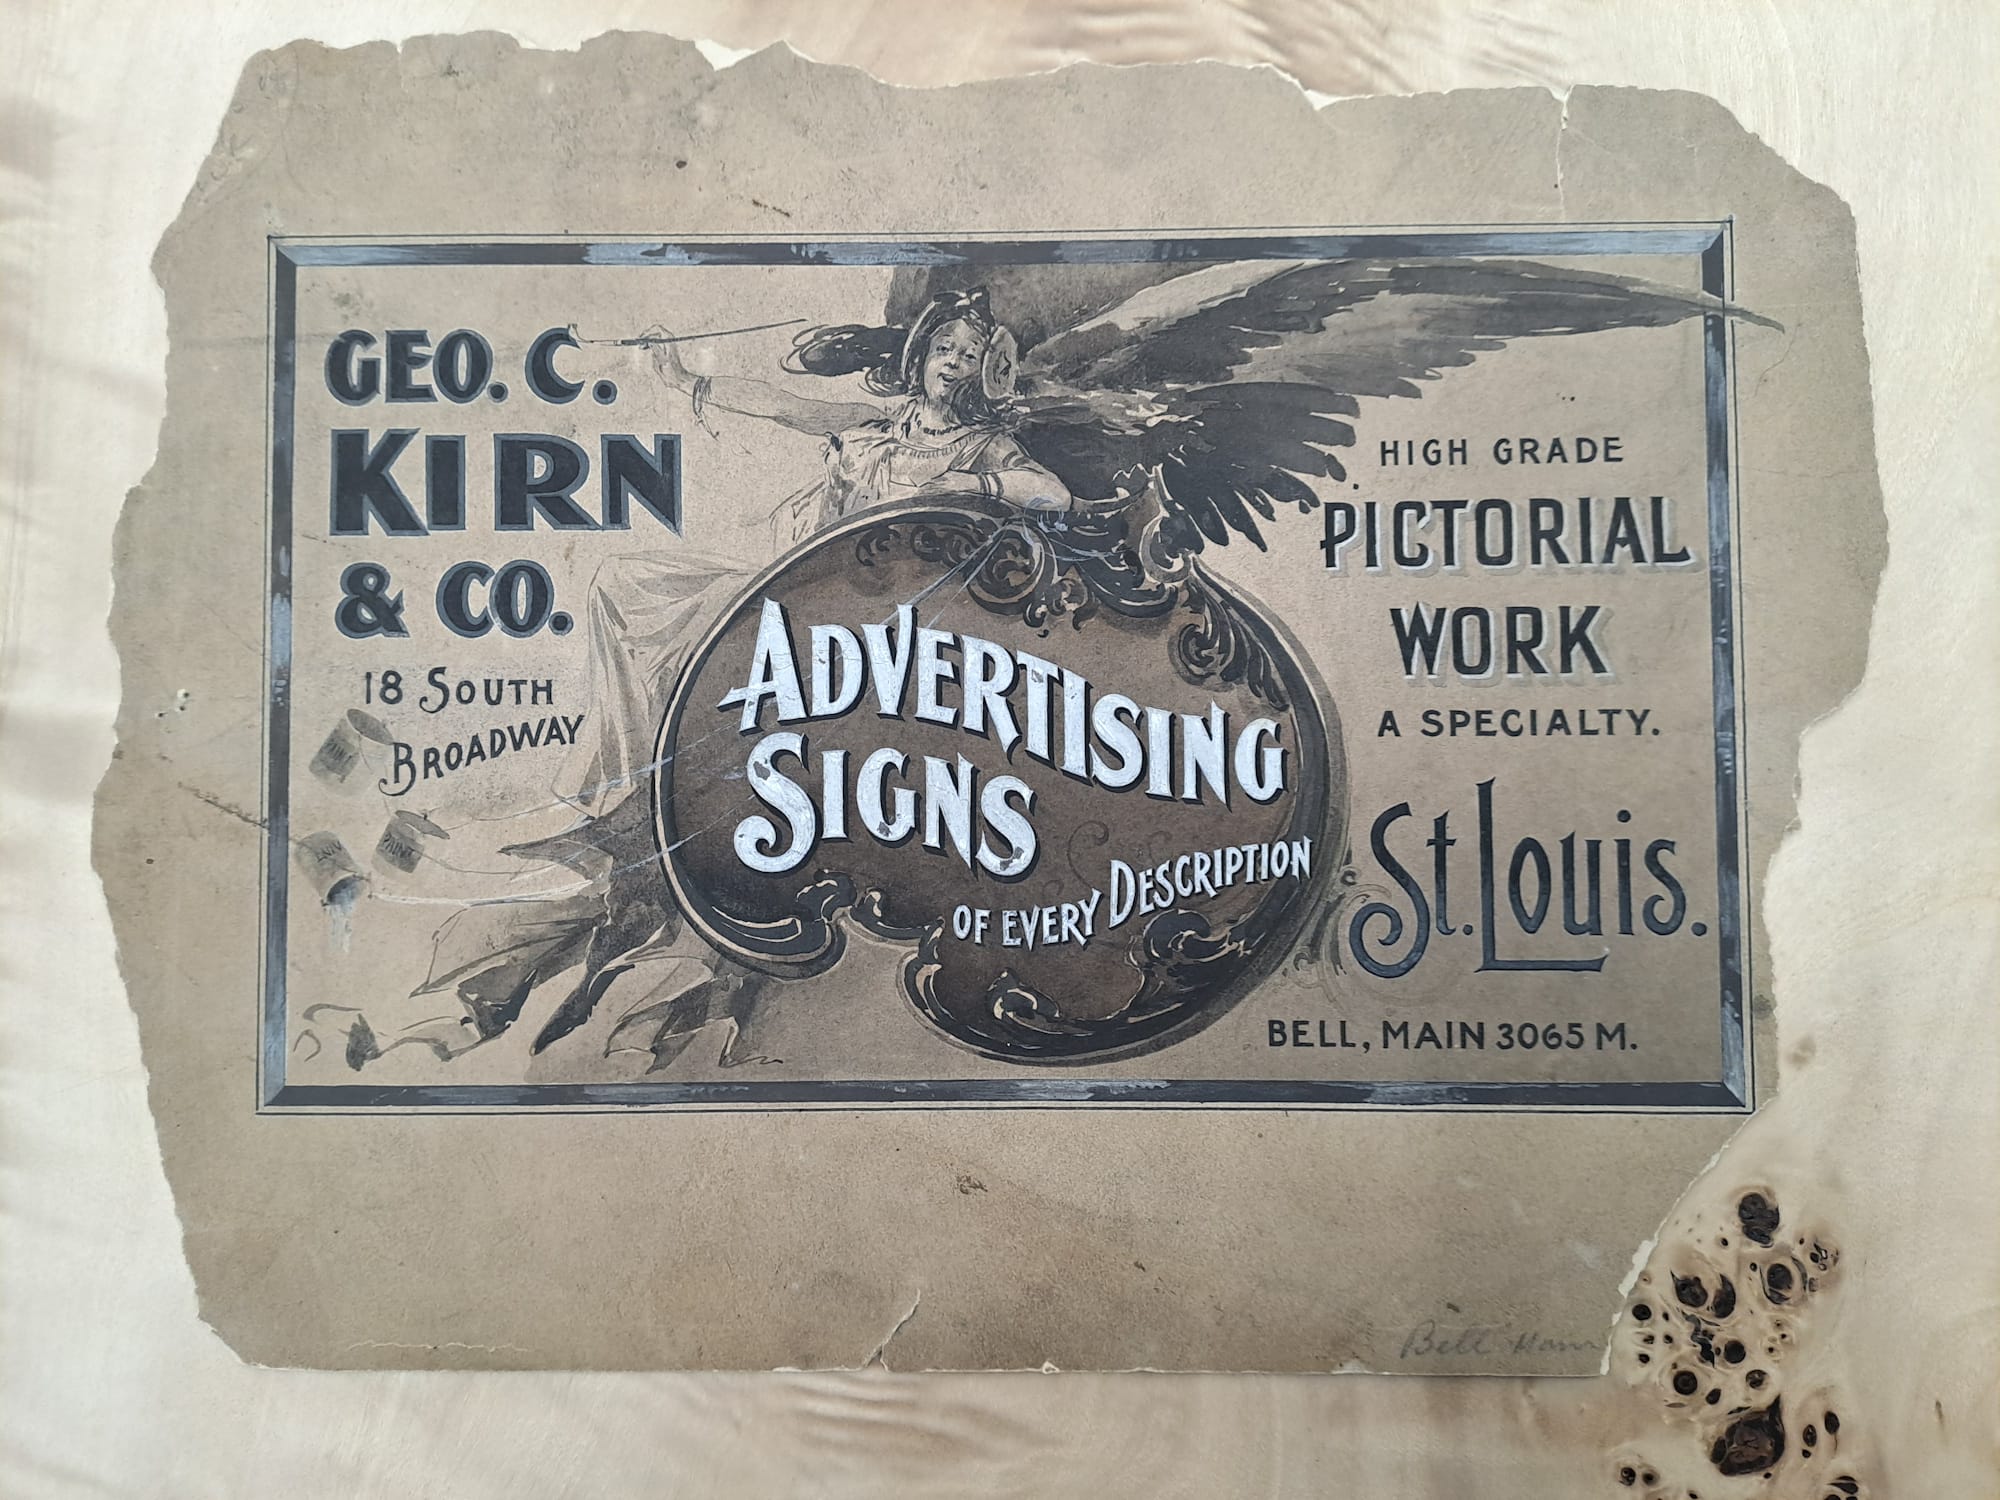 GEO. C.
KIRN
& CO.
18 SOUTH
BROADWAY
PAINT
ADVERTISING
SIGNS
OF EVERY DESCRIPTION
HIGH GRADE
PICTORIAL
WORK
A SPECIALTY.
St. Louis.
BELL, MAIN 3065 M.
Bell